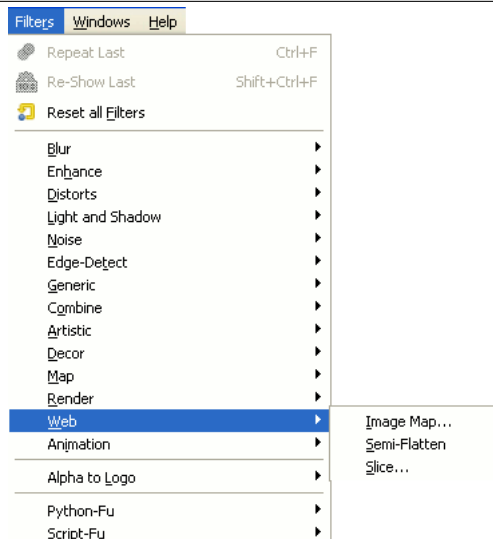 Filters Windows Help
Repeat Last Ctrl+F
Re-Show Last Shift+Ctrl+F
Reset all Filters
Blur
Enhance
Distorts
Light and Shadow
Noise
Edge-Detect
Generic
Combine
Artistic
Decor
Map
Render
Web
Image Map...
Animation
Semi-Flatten
Slice...
Alpha to Logo
Python-Fu
Script-Fu